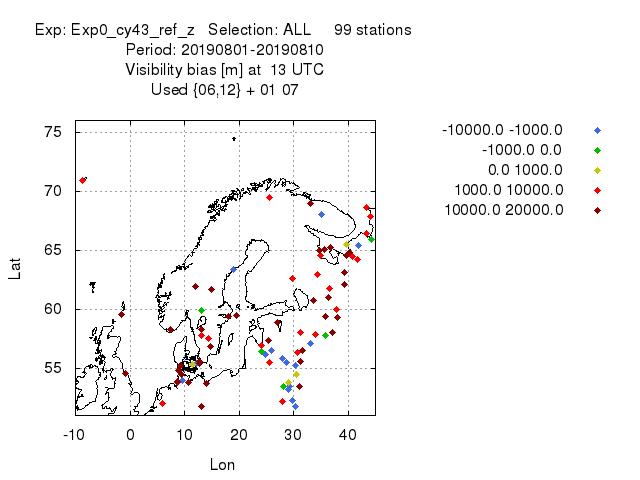 Exp: Exp0_cy43_ref_z Selection: ALL 99 stations
Period: 20190801-20190810
Visibility bias [m] at 13 UTC
Used {06,12} + 01 07
-10000.0 -1000.0
-1000.0 0.0
0.0 1000.0
1000.0 10000.0
10000.0 20000.0
75
70
65
60
55
Lat
-10 0 10 20 30 40
Lon